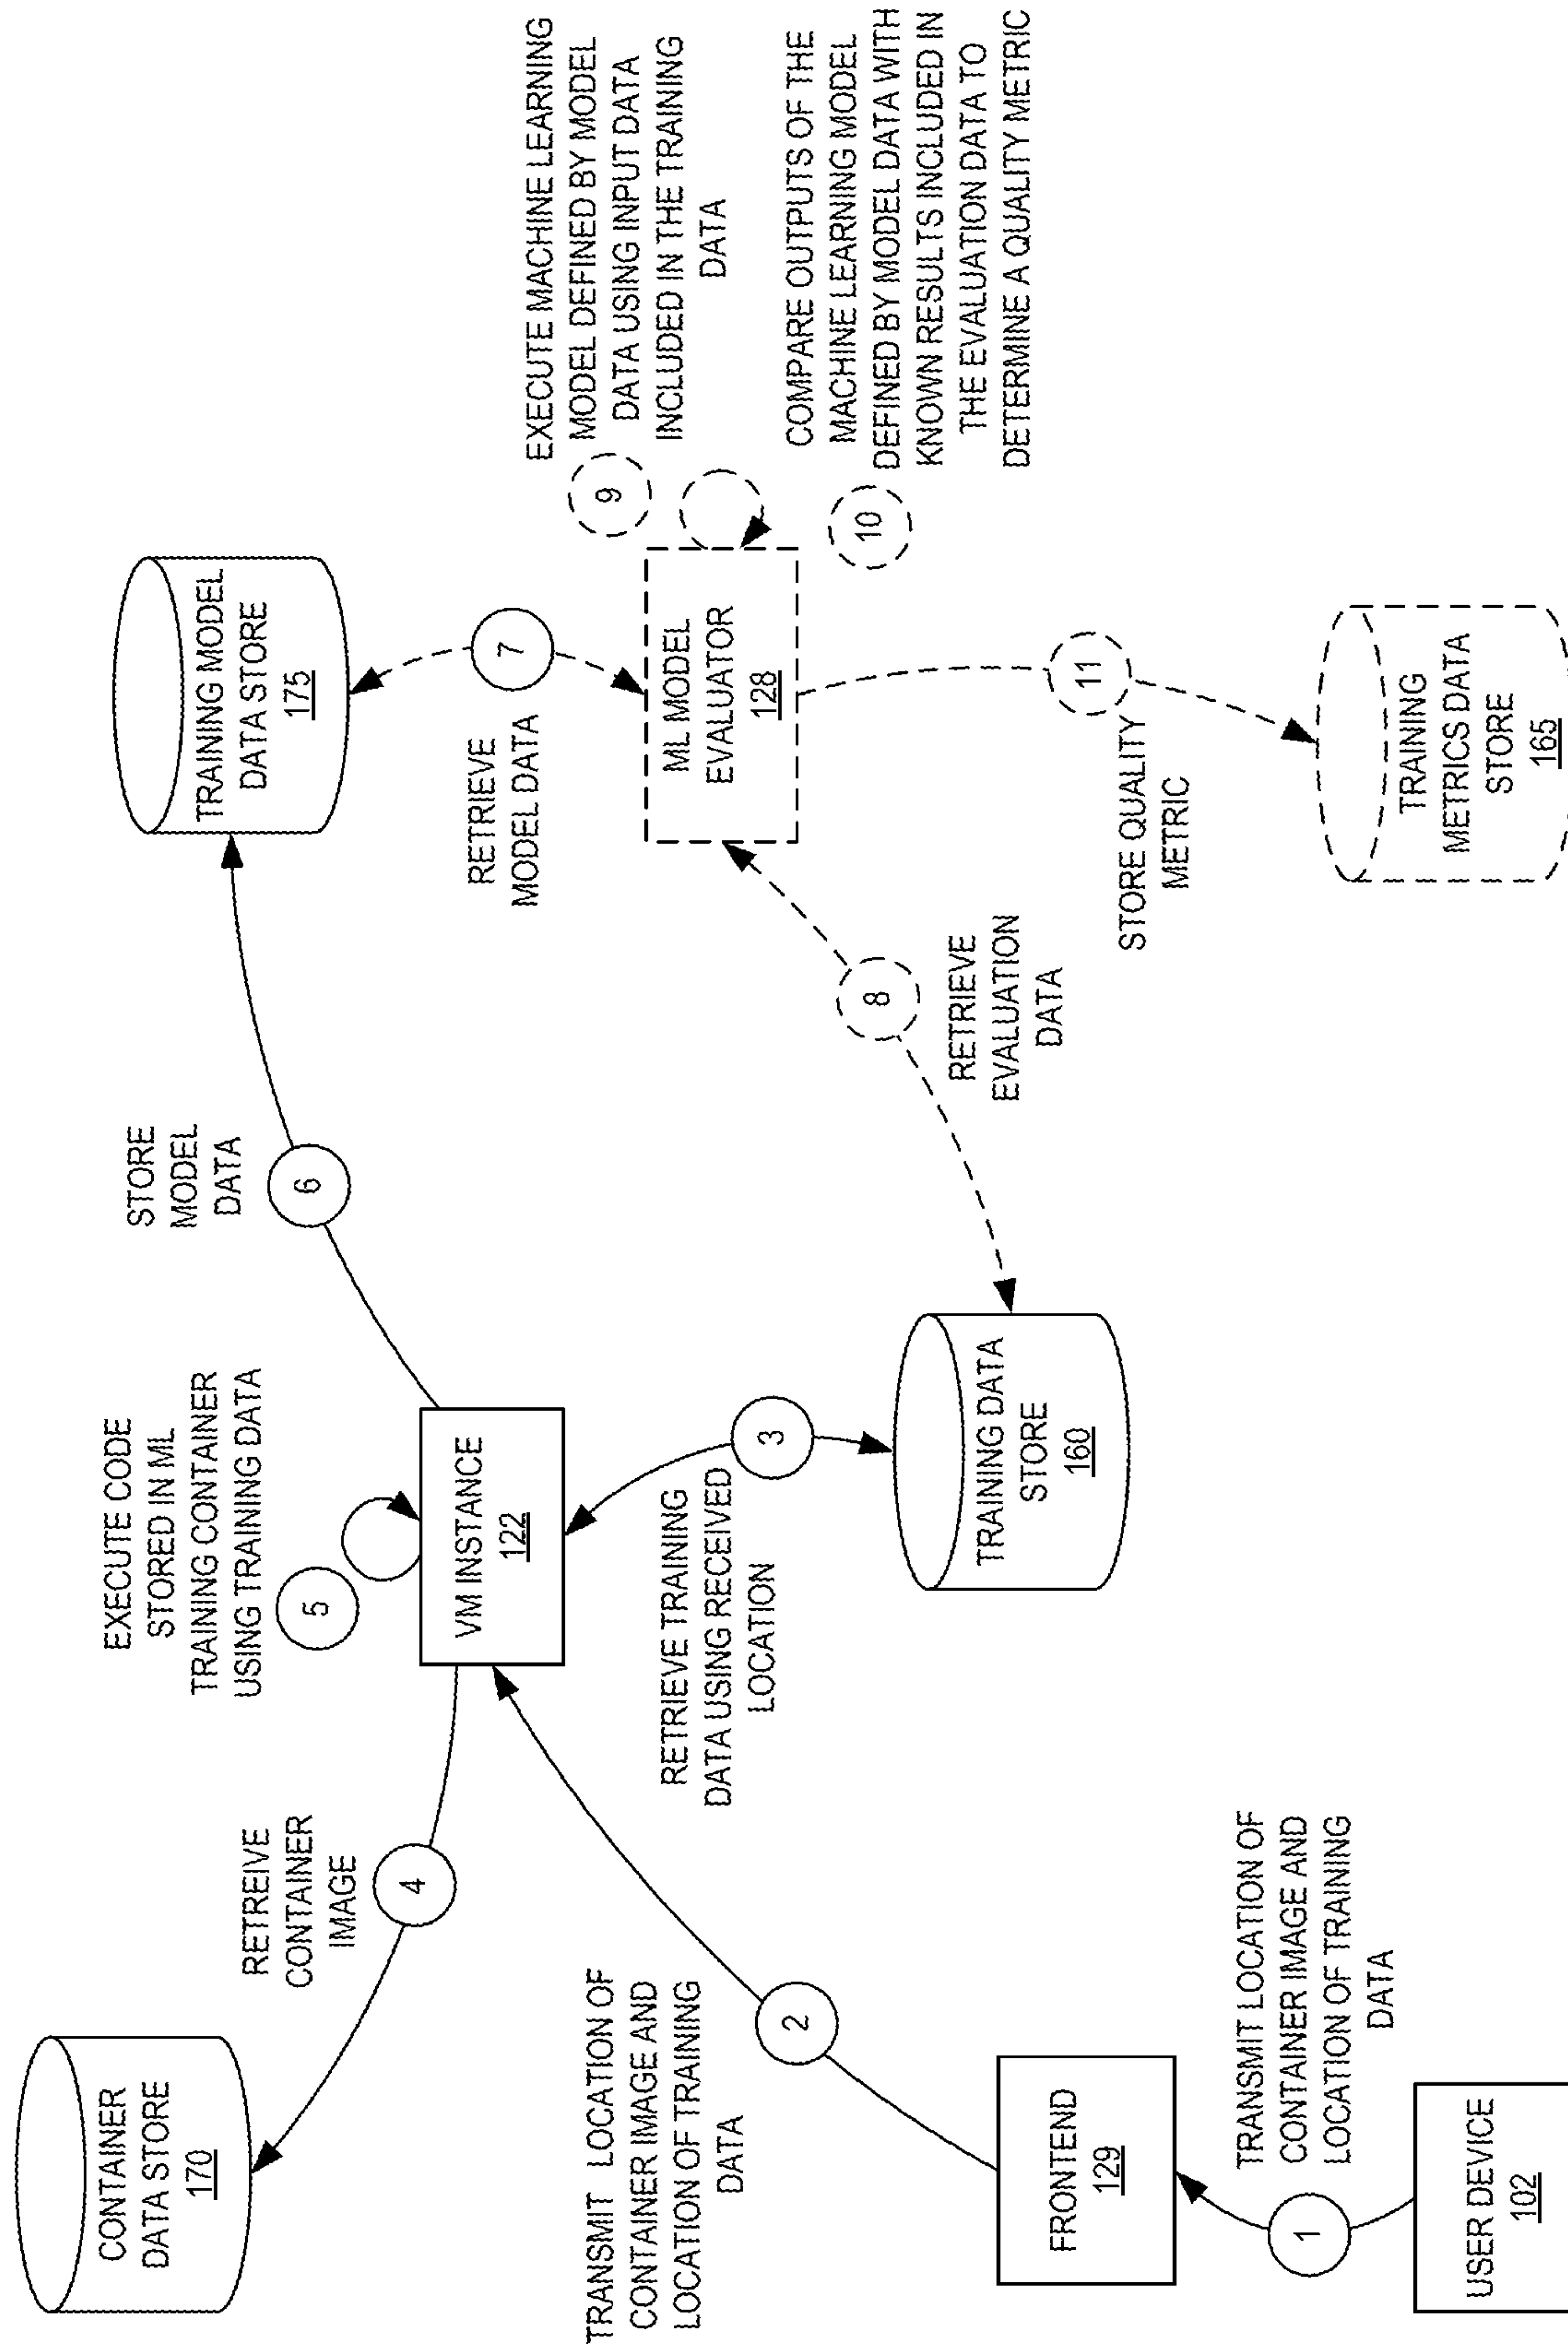 CONTAINER
DATA STORE
170
RETREIVE
CONTAINER
IMAGE
4
EXECUTE CODE
STORED IN ML
TRAINING CONTAINER
USING TRAINING DATA
5
VM INSTANCE
122
STORE
MODEL
DATA
6
TRAINING MODEL
DATA STORE
175
RETRIEVE
MODEL DATA
7
ML MODEL
EVALUATOR
128
EXECUTE MACHINE LEARNING
MODEL DEFINED BY MODEL
DATA USING INPUT DATA
INCLUDED IN THE TRAINING
DATA
9
10
COMPARE OUTPUTS OF THE
MACHINE LEARNING MODEL
DEFINED BY MODEL DATA WITH
KNOWN RESULTS INCLUDED IN
THE EVALUATION DATA TO
DETERMINE A QUALITY METRIC
TRANSMIT LOCATION OF
CONTAINER IMAGE AND
LOCATION OF TRAINING
DATA
2
RETRIEVE TRAINING
DATA USING RECEIVED
LOCATION
3
TRAINING DATA
STORE
160
8
RETRIEVE
EVALUATION
DATA
STORE QUALITY
METRIC
11
TRAINING
METRICS DATA
STORE
165
FRONTEND
129
TRANSMIT LOCATION OF
CONTAINER IMAGE AND
LOCATION OF TRAINING
DATA
1
USER DEVICE
102